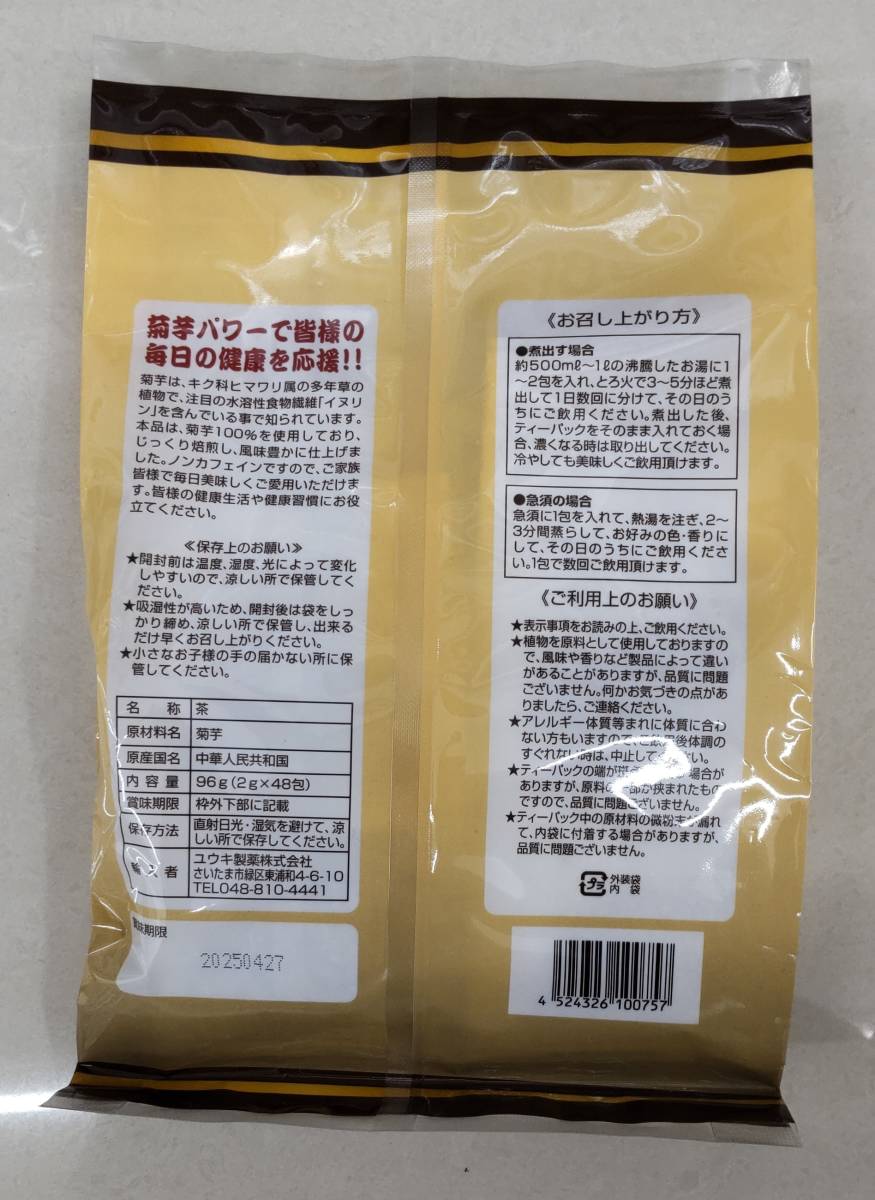 菊芋パワーで皆様の
毎日の健康を応援!!
菊芋は、キク科ヒマワリ属の多年草の
植物で、注目の水溶性食物繊維「イヌリ
ン」を含んでいる事で知られています。
本品は、菊芋100%を使用しており、
じっくり焙煎し、風味豊かに仕上げま
した。ノンカフェインですので、ご家族
皆様で毎日美味しくご愛用いただけま
す。皆様の健康生活や健康習慣にお役
立てください。
≪保存上のお願い≫
★開封前は温度、湿度、光によって変化
しやすいので、涼しい所で保管してく
ださい。
★吸湿性が高いため、開封後は袋をしっ
かり締め、涼しい所で保管し、出来る
だけ早くお召し上がりください。
★小さなお子様の手の届かない所に保
管してください。
名称 茶
原材料名 菊芋
原産国名 中華人民共和国
内容量 96g(2g×48包)
賞味期限 枠外下部に記載
保存方法 直射日光・湿気を避けて、涼
しい所で保存してください。
輸入者 ユウキ製薬株式会社
さいたま市緑区東浦和4-6-10
TEL048-810-4441
賞味期限
20250427
《お召し上がり方》
●煮出す場合
約500mℓ~1ℓの沸騰したお湯に1
~2包を入れ、とろ火で3~5分ほど煮
出して1日数回に分けて、その日のう
ちにご飲用ください。煮出した後、
ティーパックをそのまま入れておく場
合、濃くなる時は取り出してください。
冷やしても美味しくご飲用頂けます。
●急須の場合
急須に1包を入れて、熱湯を注ぎ、2~
3分間蒸らして、お好みの色・香りに
して、その日のうちにご飲用くださ
い。1包で数回ご飲用頂けます。
《ご利用上のお願い》
★表示事項をお読みの上、ご飲用ください。
★植物を原料として使用しておりますの
で、風味や香りなど製品によって違い
があることがありますが、品質に問題
ございません。何かお気づきの点があ
りましたら、ご連絡ください。
★アレルギー体質等まれに体質に合わ
ない方もいますので、ご飲用後体調の
すぐれない時は、中止してください。
★ティーパックの端が斑 場合が
ありますが、原料の一部が挟まれたもの
ですので、品質に問題ございません。
★ティーパック中の原材料の微粉末が漏れ
て、内袋に付着する場合がありますが、
品質に問題ございません。
プラ 外装袋
内袋
4 524326 100757